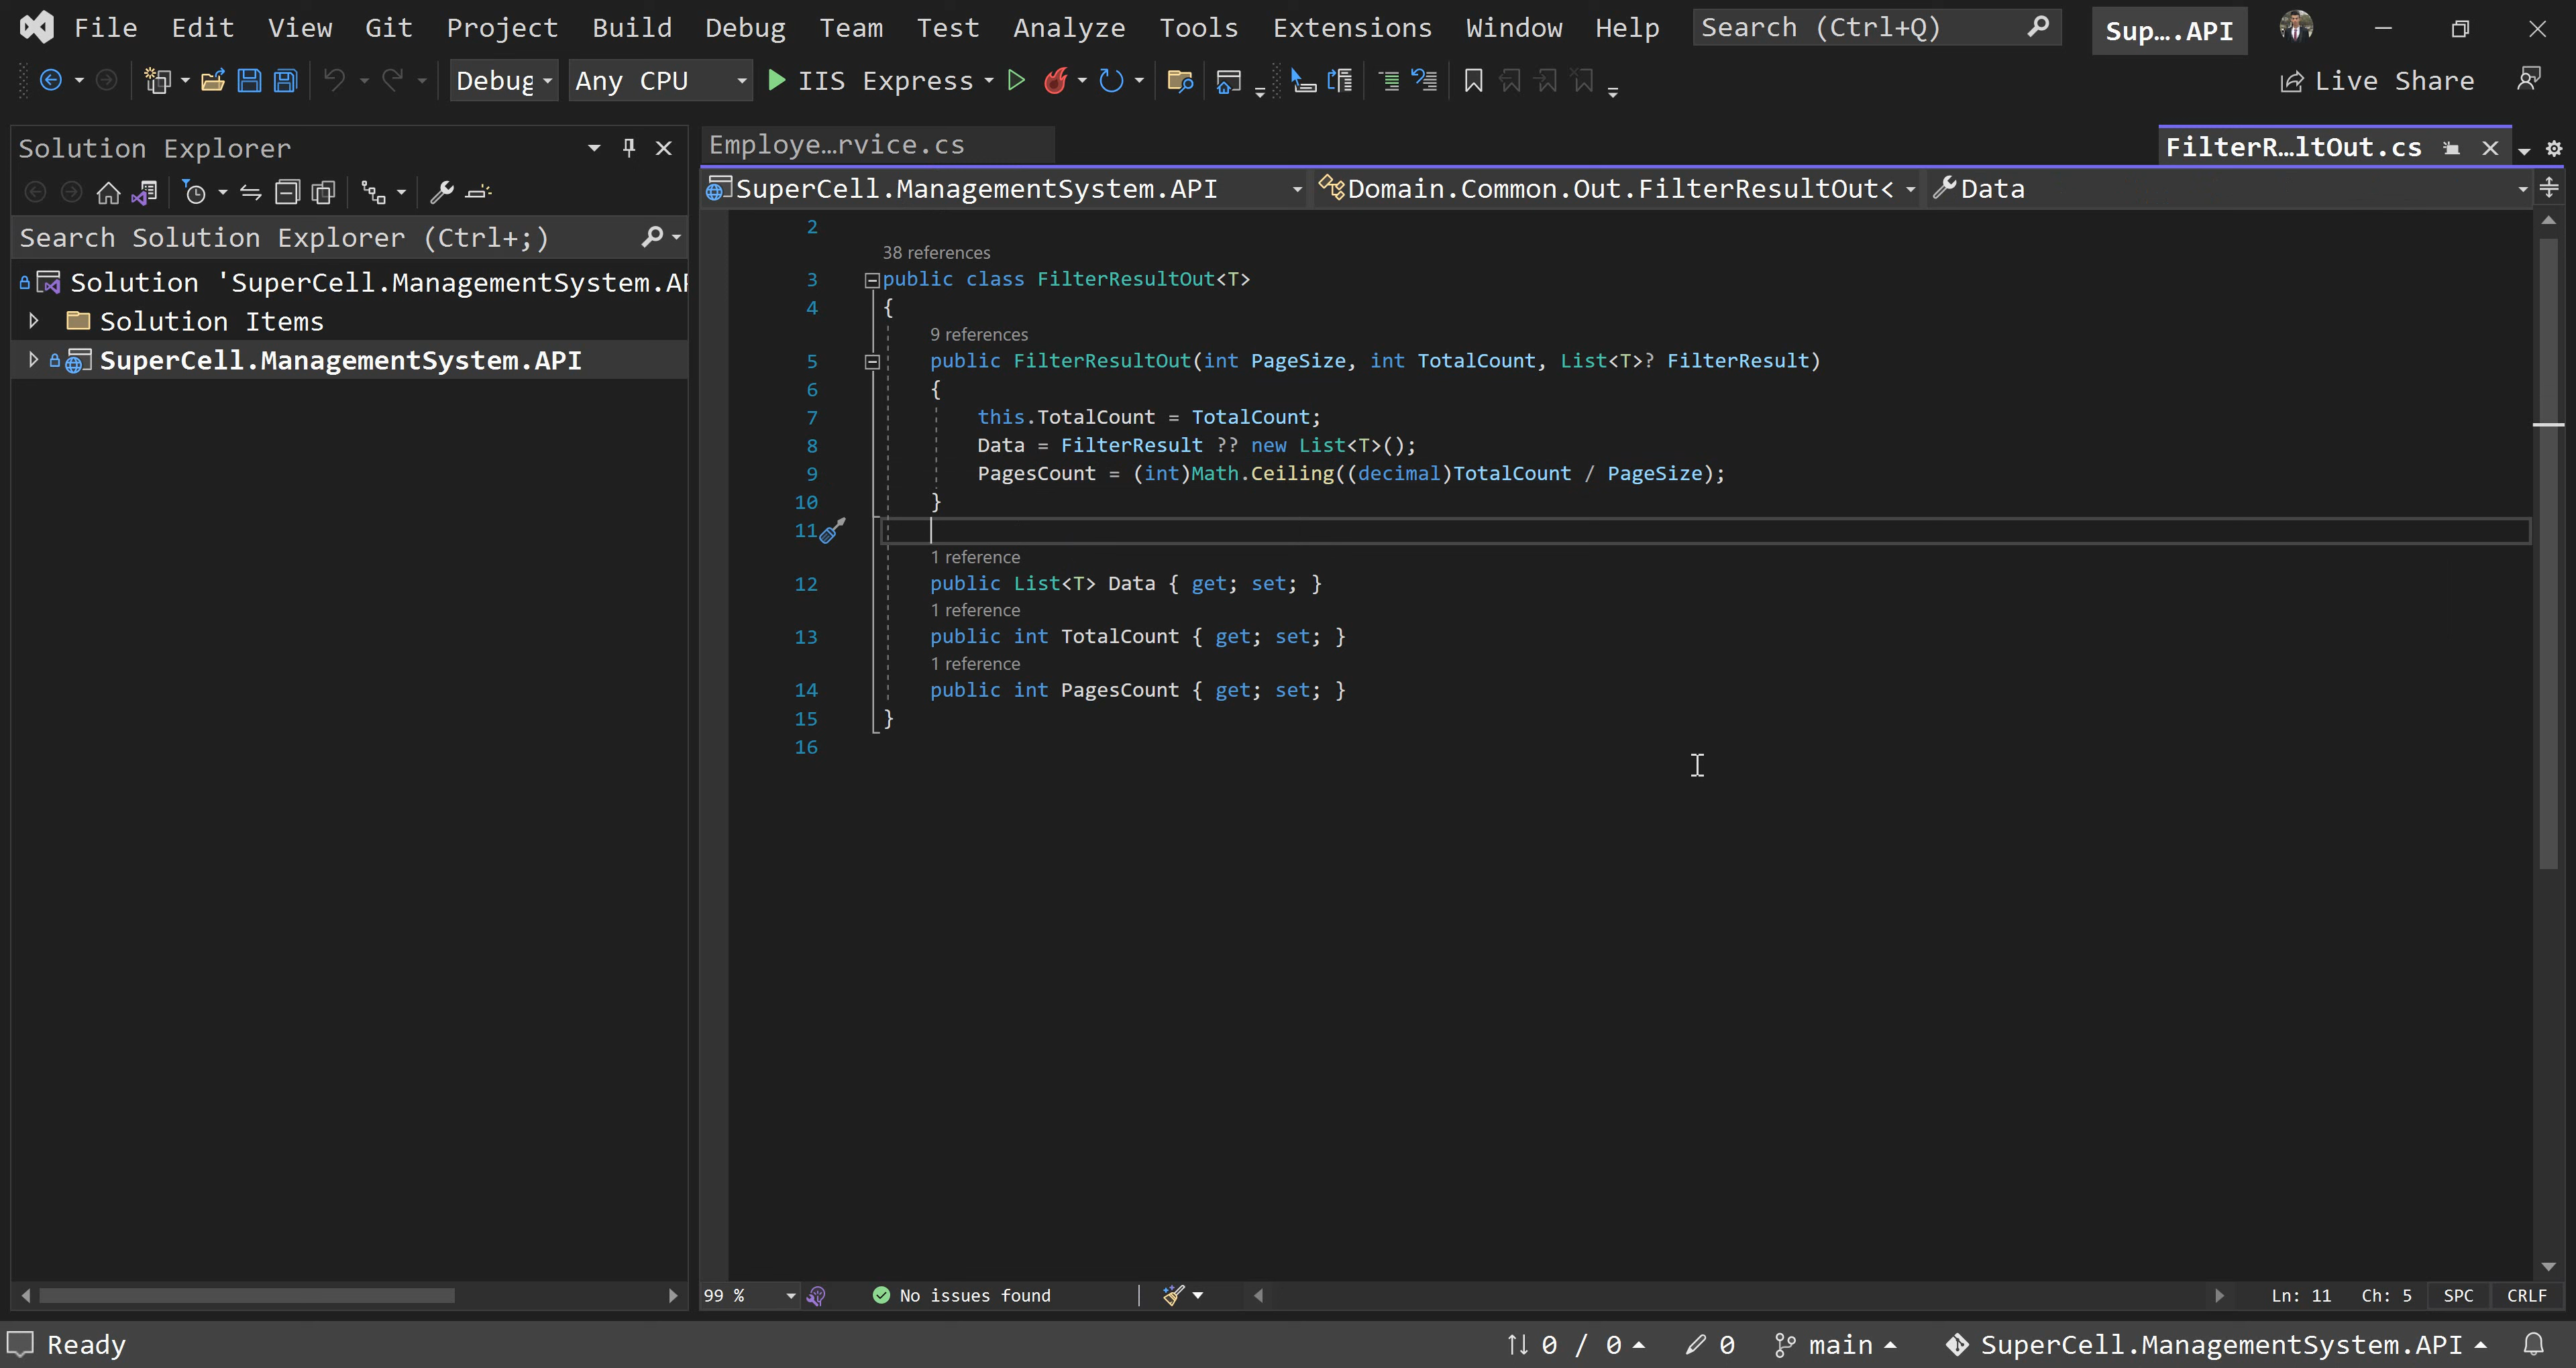 File Edit View Git Project Build Debug Team Test Analyze Tools Extensions Window Help Search (Ctrl+Q) Sup….API
Debug Any CPU IIS Express Live Share
Solution Explorer
Search Solution Explorer (Ctrl+;)
Solution 'SuperCell.ManagementSystem.AP
Solution Items
SuperCell.ManagementSystem.API
Employe…rvice.cs FilterR…ltOut.cs
SuperCell.ManagementSystem.API Domain.Common.Out.FilterResultOut< Data
2
38 references
3 public class FilterResultOut<T>
4 {
9 references
5 public FilterResultOut(int PageSize, int TotalCount, List<T>? FilterResult)
6 {
7 this.TotalCount = TotalCount;
8 Data = FilterResult ?? new List<T>();
9 PagesCount = (int)Math.Ceiling((decimal)TotalCount / PageSize);
10 }
11
1 reference
12 public List<T> Data { get; set; }
1 reference
13 public int TotalCount { get; set; }
1 reference
14 public int PagesCount { get; set; }
15 }
16
99 % No issues found Ln: 11 Ch: 5 SPC CRLF
Ready 0 / 0 0 main SuperCell.ManagementSystem.API